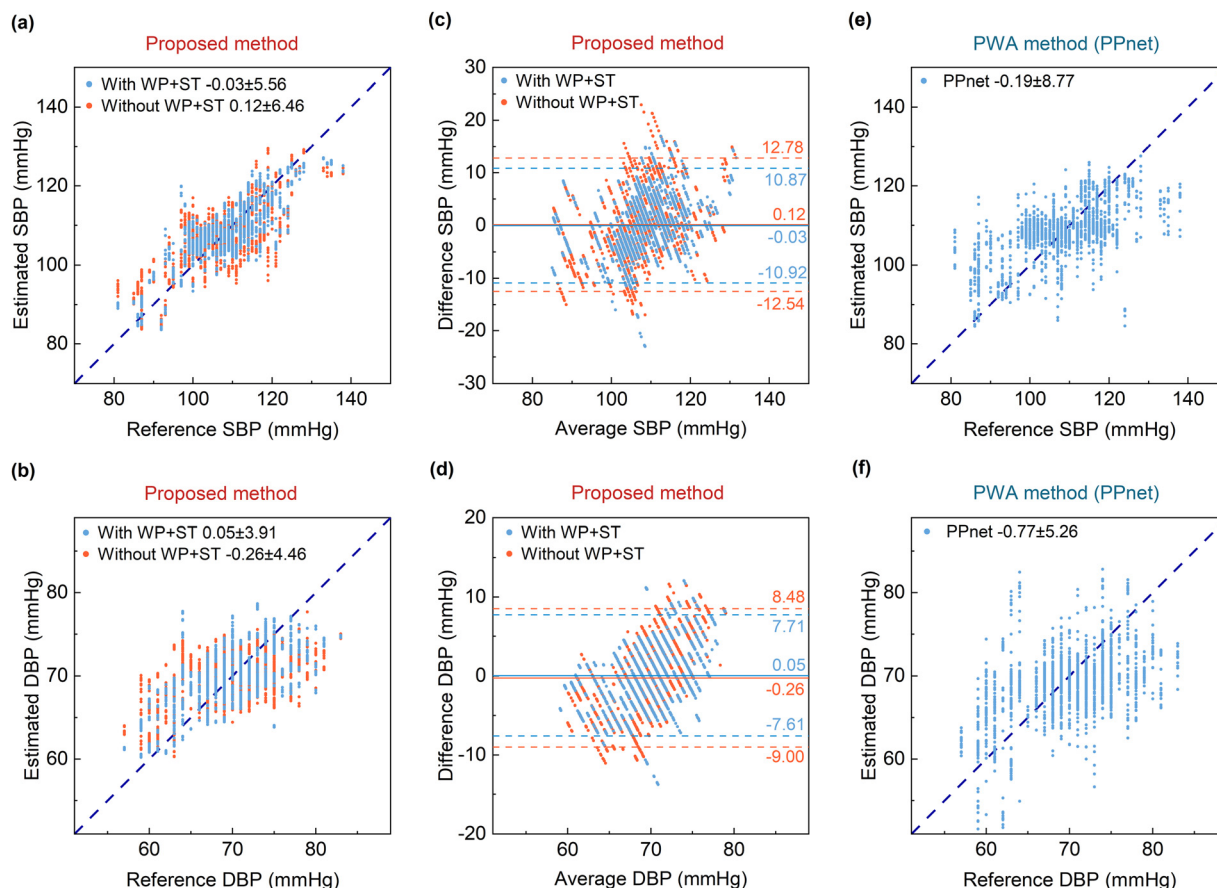 (a)
Proposed method
With WP+ST -0.03±5.56
Without WP+ST 0.12±6.46
140
120
100
80
Estimated SBP (mmHg)
80 100 120 140
Reference SBP (mmHg)
(c)
Proposed method
With WP+ST
Without WP+ST
30
20
10
0
-10
-20
-30
Difference SBP (mmHg)
12.78
10.87
0.12
-0.03
-10.92
-12.54
80 100 120 140
Average SBP (mmHg)
(e)
PWA method (PPnet)
PPnet -0.19±8.77
140
120
100
80
Estimated SBP (mmHg)
80 100 120 140
Reference SBP (mmHg)
(b)
Proposed method
With WP+ST 0.05±3.91
Without WP+ST -0.26±4.46
80
70
60
Estimated DBP (mmHg)
60 70 80
Reference DBP (mmHg)
(d)
Proposed method
With WP+ST
Without WP+ST
20
10
0
-10
-20
Difference DBP (mmHg)
8.48
7.71
0.05
-0.26
-7.61
-9.00
60 70 80
Average DBP (mmHg)
(f)
PWA method (PPnet)
PPnet -0.77±5.26
80
70
60
Estimated DBP (mmHg)
60 70 80
Reference DBP (mmHg)